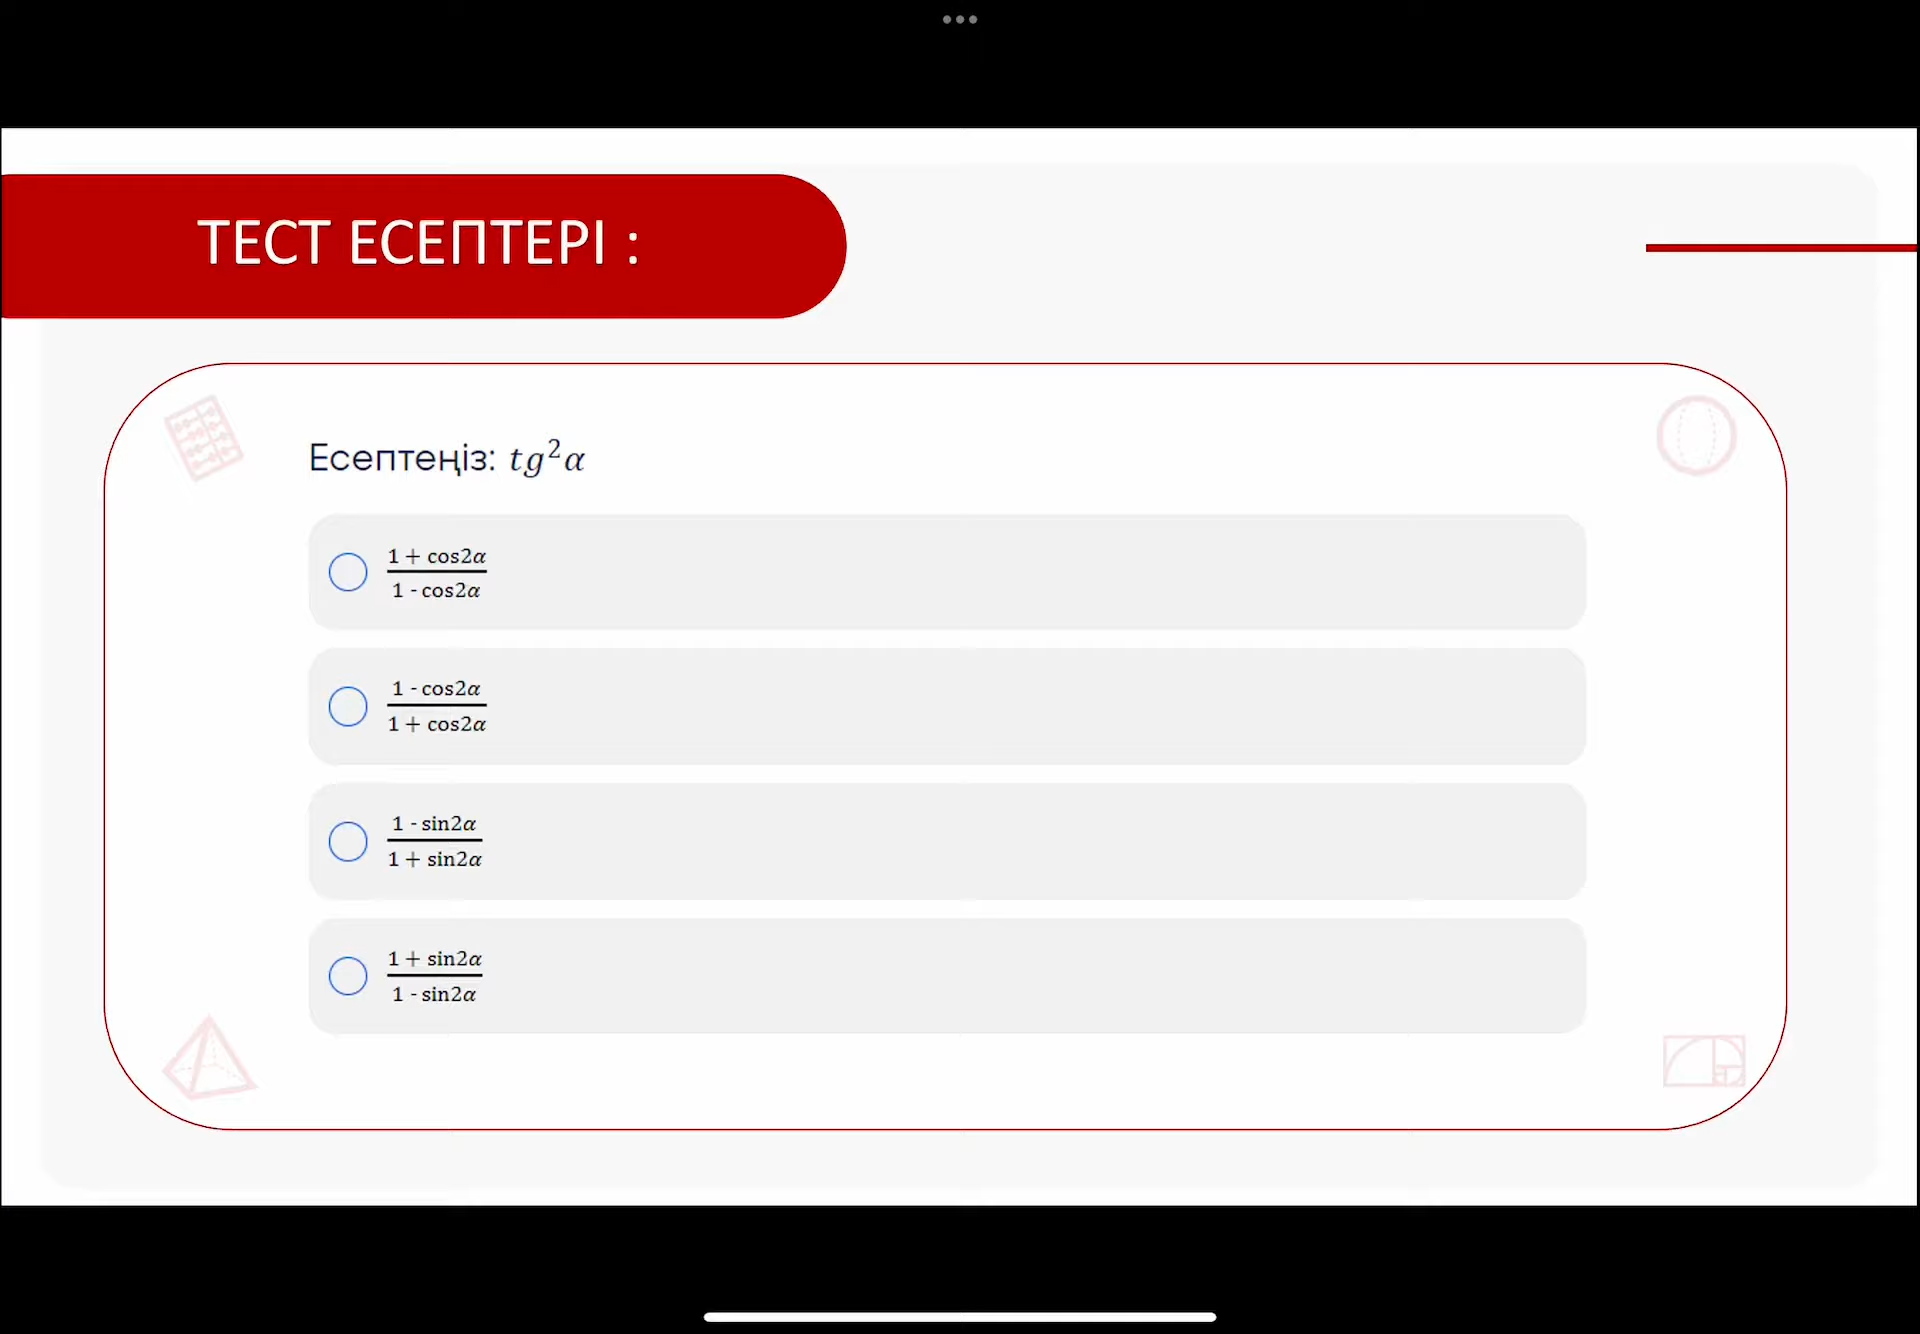 ТЕСТ ЕСЕПТЕРІ :
Есептеңіз: tg²α
1 + cos2α
1 - cos2α
1 - cos2α
1 + cos2α
1 - sin2α
1 + sin2α
1 + sin2α
1 - sin2α